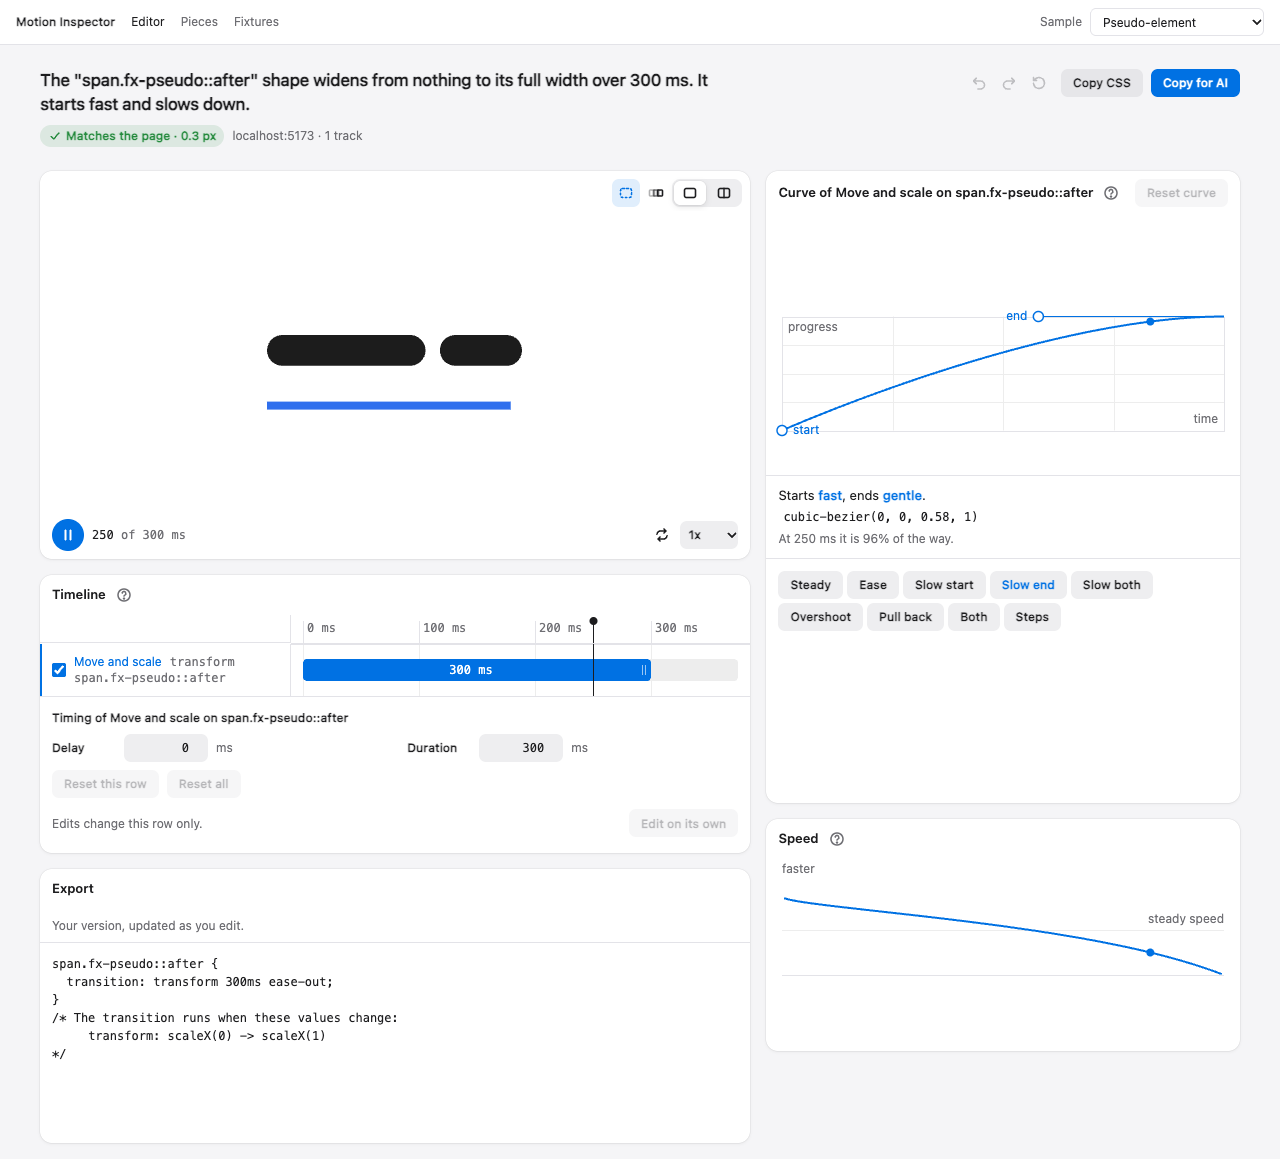 Motion Inspector Editor Pieces Fixtures Sample Pseudo-element
The "span.fx-pseudo::after" shape widens from nothing to its full width over 300 ms. It
starts fast and slows down.
Copy CSS Copy for AI
Matches the page · 0.3 px localhost:5173 · 1 track
250 of 300 ms 1x
Curve of Move and scale on span.fx-pseudo::after Reset curve
end
progress
time
start
Starts fast, ends gentle.
cubic-bezier(0, 0, 0.58, 1)
At 250 ms it is 96% of the way.
Steady Ease Slow start Slow end Slow both
Overshoot Pull back Both Steps
Timeline
0 ms 100 ms 200 ms 300 ms
Move and scale transform
span.fx-pseudo::after
300 ms
Timing of Move and scale on span.fx-pseudo::after
Delay 0 ms Duration 300 ms
Reset this row Reset all
Edits change this row only. Edit on its own
Speed
faster
steady speed
Export
Your version, updated as you edit.
span.fx-pseudo::after {
  transition: transform 300ms ease-out;
}
/* The transition runs when these values change:
     transform: scaleX(0) -> scaleX(1)
*/